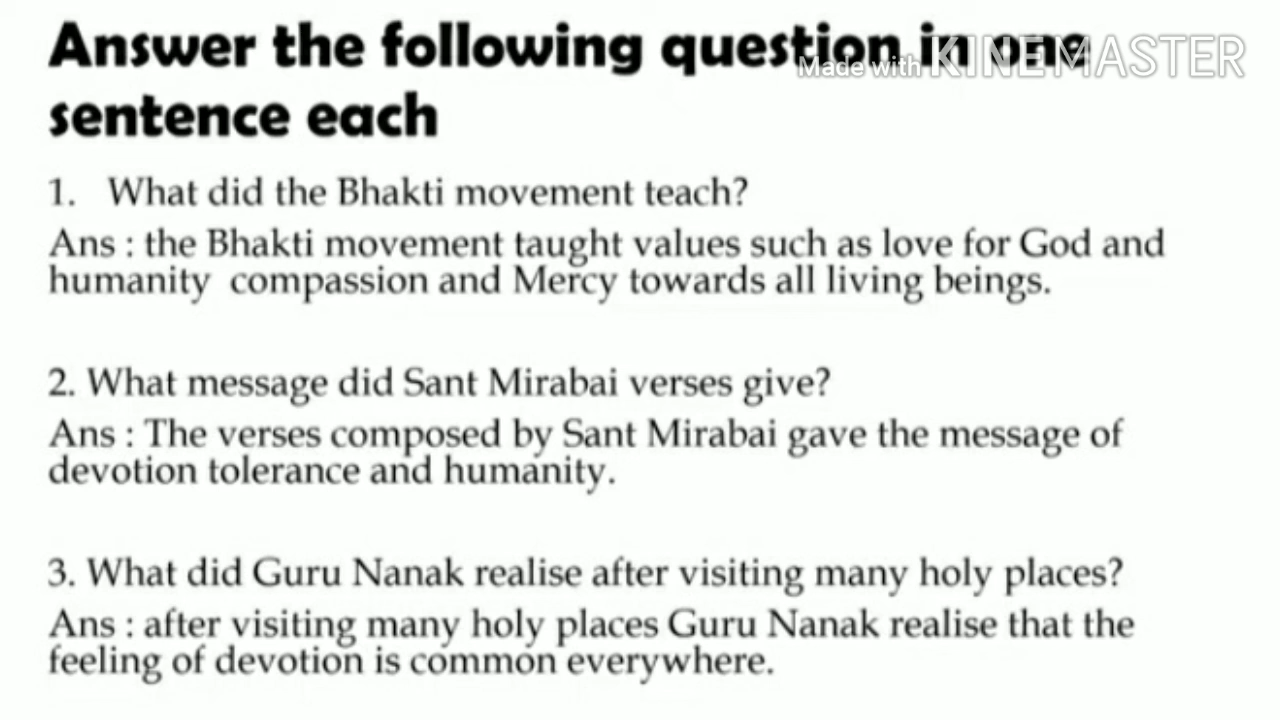 Answer the following question in one
Made with KINEMASTER
sentence each
1. What did the Bhakti movement teach?
Ans : the Bhakti movement taught values such as love for God and
humanity compassion and Mercy towards all living beings.
2. What message did Sant Mirabai verses give?
Ans : The verses composed by Sant Mirabai gave the message of
devotion tolerance and humanity.
3. What did Guru Nanak realise after visiting many holy places?
Ans : after visiting many holy places Guru Nanak realise that the
feeling of devotion is common everywhere.